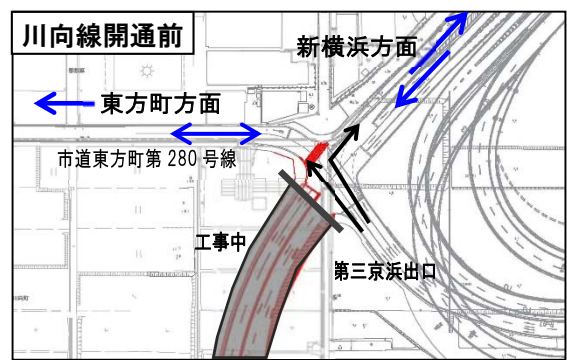 川向線開通前
新横浜方面
東方町方面
市道東方町第 280 号線
工事中
第三京浜出口